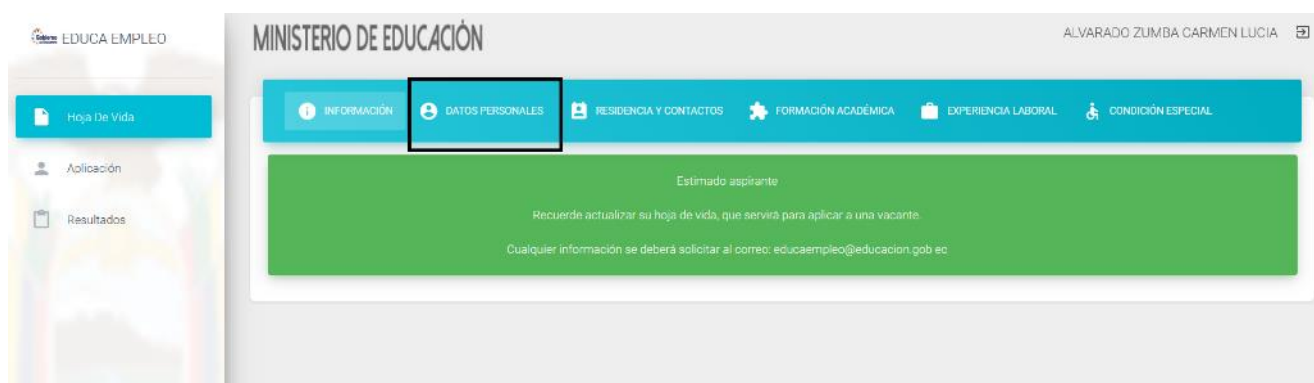 EDUCA EMPLEO
MINISTERIO DE EDUCACIÓN
ALVARADO ZUMBA CARMEN LUCIA
Hoja De Vida
Aplicación
Resultados
INFORMACIÓN
DATOS PERSONALES
RESIDENCIA Y CONTACTOS
FORMACIÓN ACADÉMICA
EXPERIENCIA LABORAL
CONDICIÓN ESPECIAL
Estimado aspirante
Recuerde actualizar su hoja de vida, que servirá para aplicar a una vacante.
Cualquier información se deberá solicitar al correo: educaempleo@educacion.gob.ec